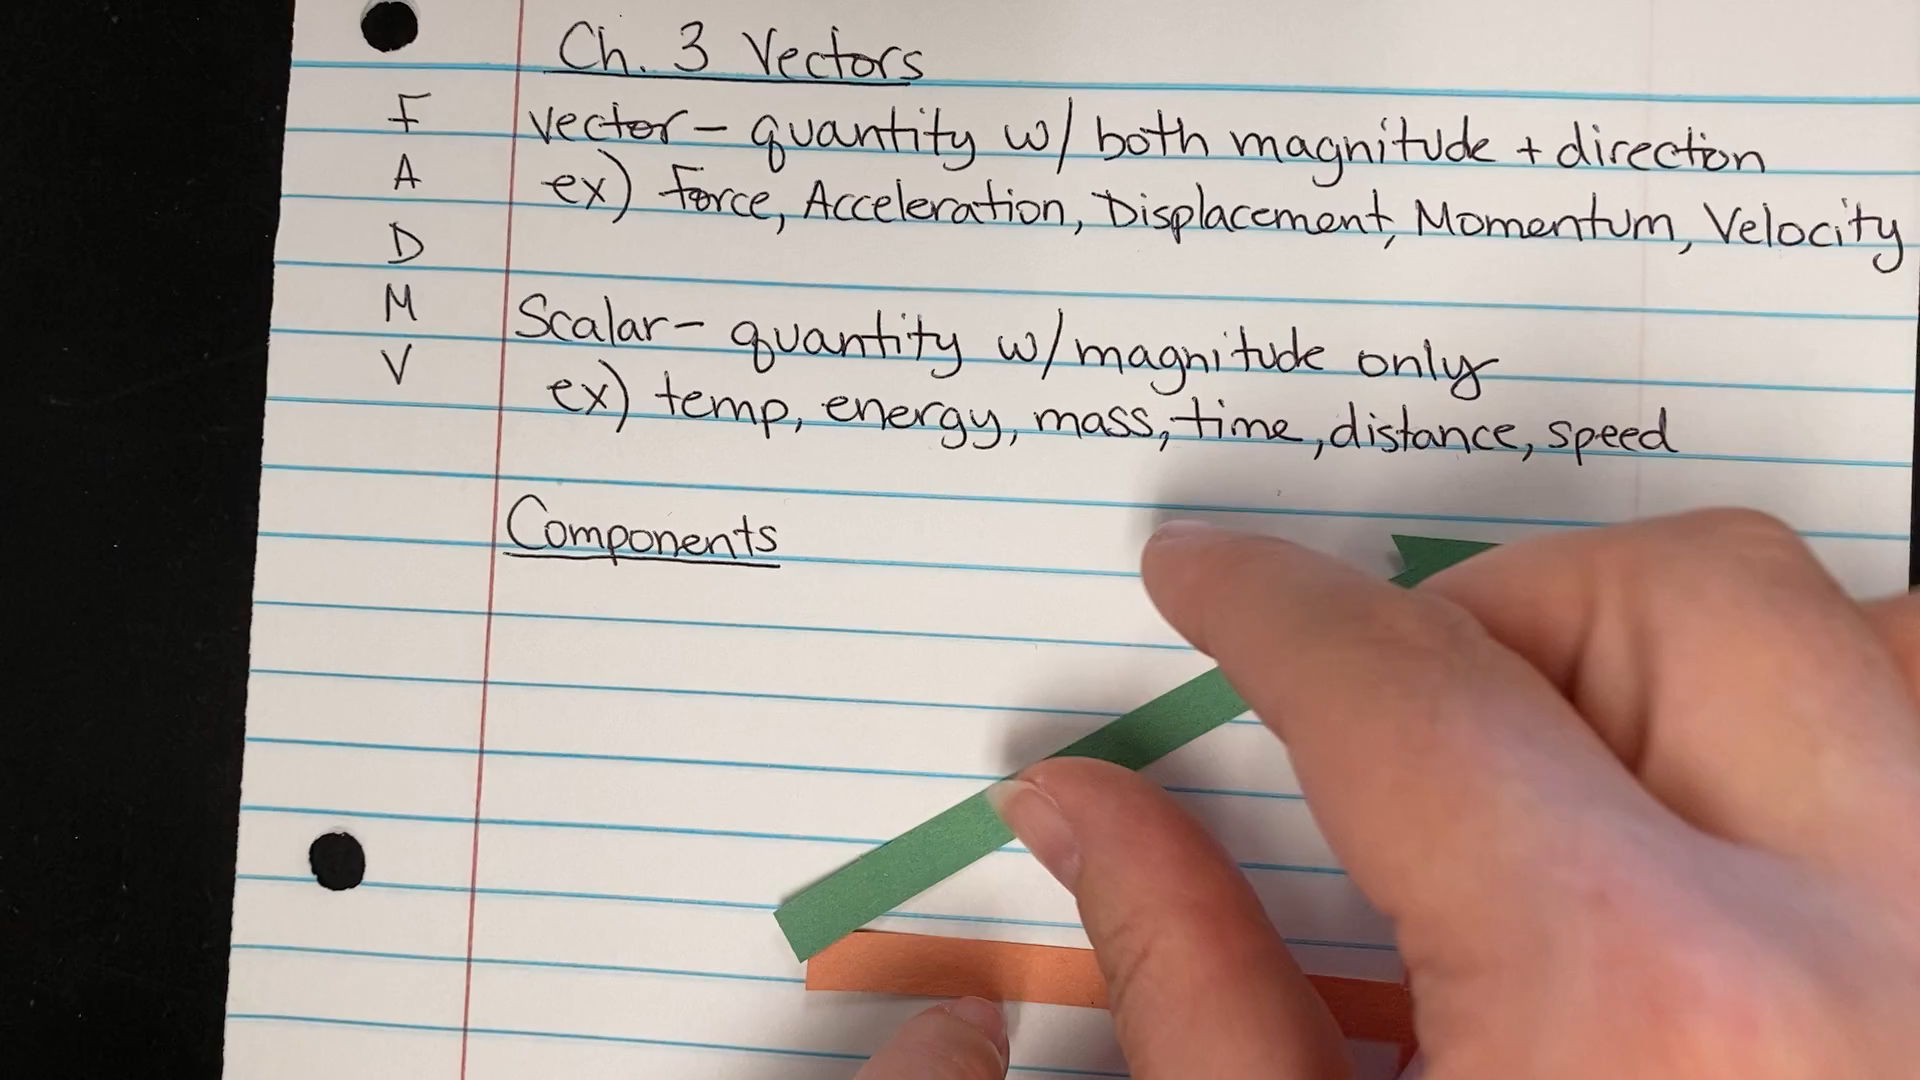 Ch. 3 Vectors
F
vector – quantity w/ both magnitude + direction
A
ex) Force, Acceleration, Displacement, Momentum, Velocity
D
M
Scalar – quantity w/ magnitude only
V
ex) temp, energy, mass, time, distance, speed
Components